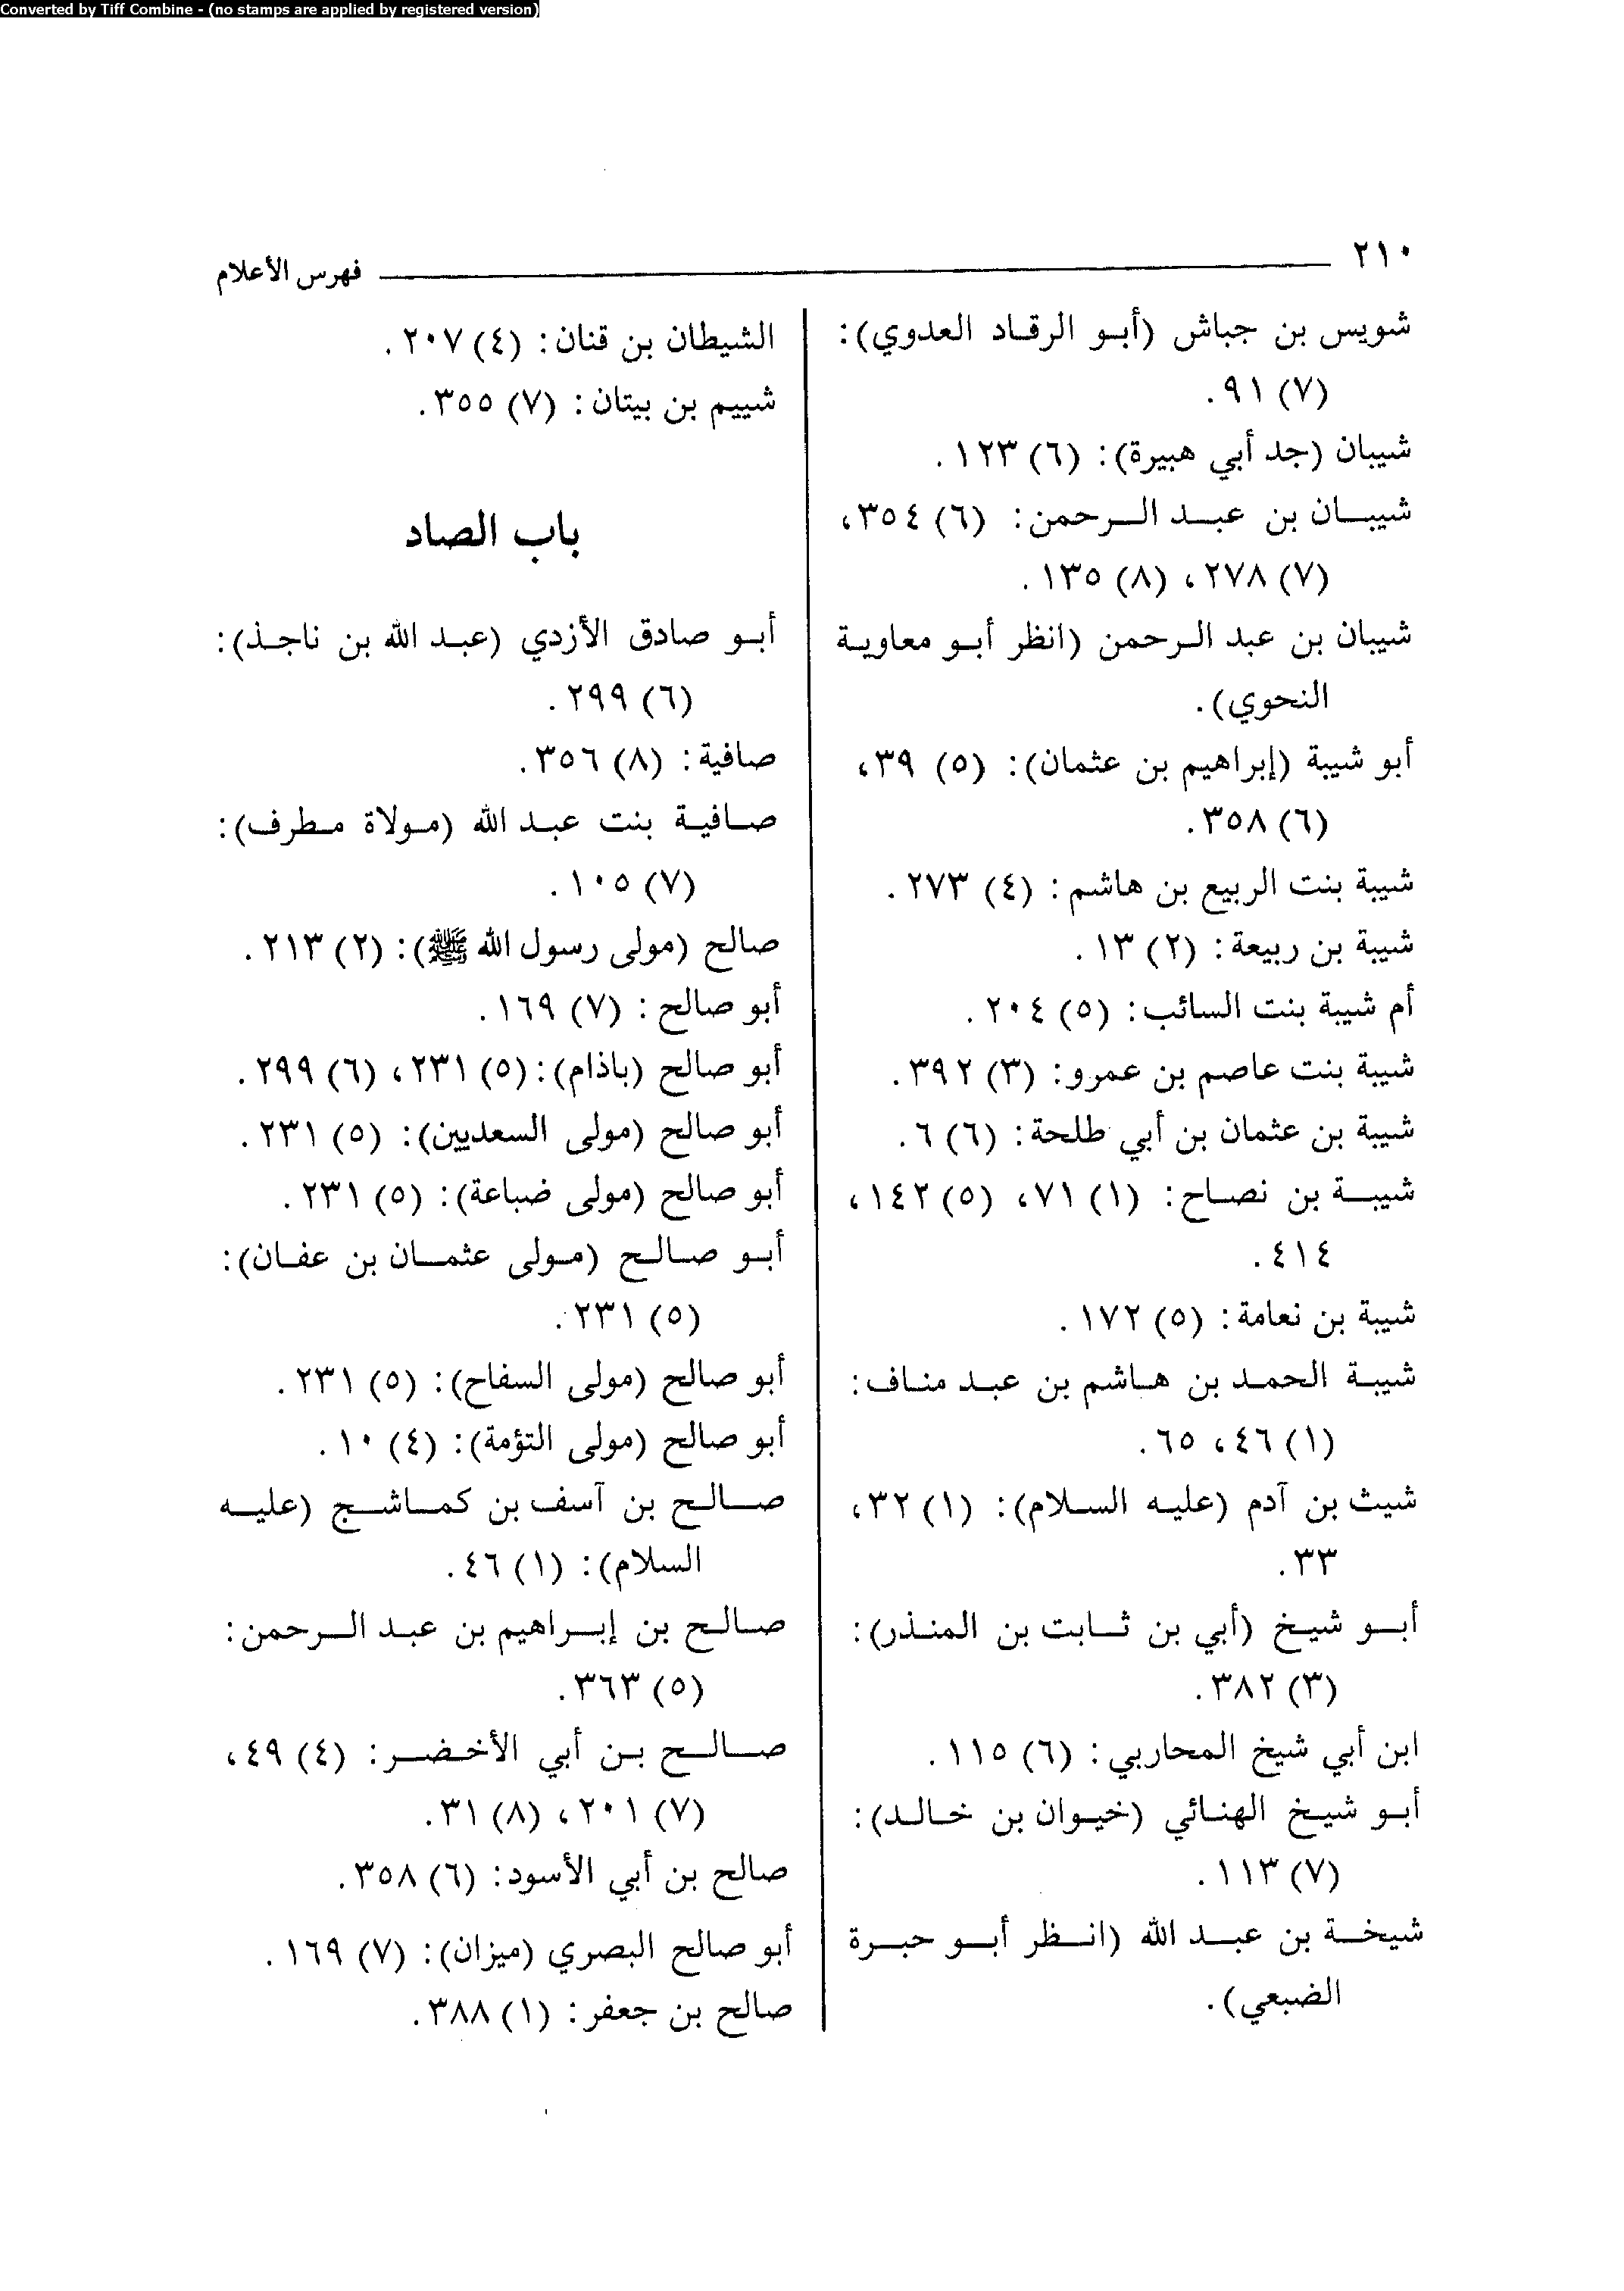 Converted by Tiff Combine - (no stamps are applied by registered version)
٢١٠
فهرس الأعلام
شويس بن جباش (أبو الرقاد العدوي):
(٧) ٩١.
شيبان (جد أبي هبيرة): (٦) ١٢٣.
شيبان بن عبد الرحمن: (٦) ٣٥٤،
(٧) ٢٧٨، (٨) ١٣٥.
شيبان بن عبد الرحمن (انظر أبو معاوية
النحوي).
أبو شيبة (إبراهيم بن عثمان): (٥) ٣٩،
(٦) ٣٥٨.
شيبة بنت الربيع بن هاشم: (٤) ٢٧٣.
شيبة بن ربيعة: (٢) ١٣.
أم شيبة بنت السائب: (٥) ٢٠٤.
شيبة بنت عاصم بن عمرو: (٣) ٣٩٢.
شيبة بن عثمان بن أبي طلحة: (٦) ٦.
شيبة بن نصاح: (١) ٧١، (٥) ١٤٢،
٤١٤.
شيبة بن نعامة: (٥) ١٧٢.
شيبة الحمد بن هاشم بن عبد مناف:
(١) ٤٦، ٦٥.
شيث بن آدم (عليه السلام): (١) ٣٢،
٣٣.
أبو شيخ (أبي بن ثابت بن المنذر):
(٣) ٣٨٢.
ابن أبي شيخ المحاربي: (٦) ١١٥.
أبو شيخ الهنائي (خيوان بن خالد):
(٧) ١١٣.
شيخة بن عبد الله (انظر أبو حبرة
الضبعي).
الشيطان بن قنان: (٤) ٢٠٧.
شييم بن بيتان: (٧) ٣٥٥.
باب الصاد
أبو صادق الأزدي (عبد الله بن ناجذ):
(٦) ٢٩٩.
صافية: (٨) ٣٥٦.
صافية بنت عبد الله (مولاة مطرف):
(٧) ١٠٥.
صالح (مولى رسول الله ﷺ): (٢) ٢١٣.
أبو صالح: (٧) ١٦٩.
أبو صالح (باذام): (٥) ٢٣١، (٦) ٢٩٩.
أبو صالح (مولى السعديين): (٥) ٢٣١.
أبو صالح (مولى ضباعة): (٥) ٢٣١.
أبو صالح (مولى عثمان بن عفان):
(٥) ٢٣١.
أبو صالح (مولى السفاح): (٥) ٢٣١.
أبو صالح (مولى التؤمة): (٤) ١٠.
صالح بن آسف بن كماشج (عليه
السلام): (١) ٤٦.
صالح بن إبراهيم بن عبد الرحمن:
(٥) ٣٦٣.
صالح بن أبي الأخضر: (٤) ٤٩،
(٧) ٢٠١، (٨) ٣١.
صالح بن أبي الأسود: (٦) ٣٥٨.
أبو صالح البصري (ميزان): (٧) ١٦٩.
صالح بن جعفر: (١) ٣٨٨.